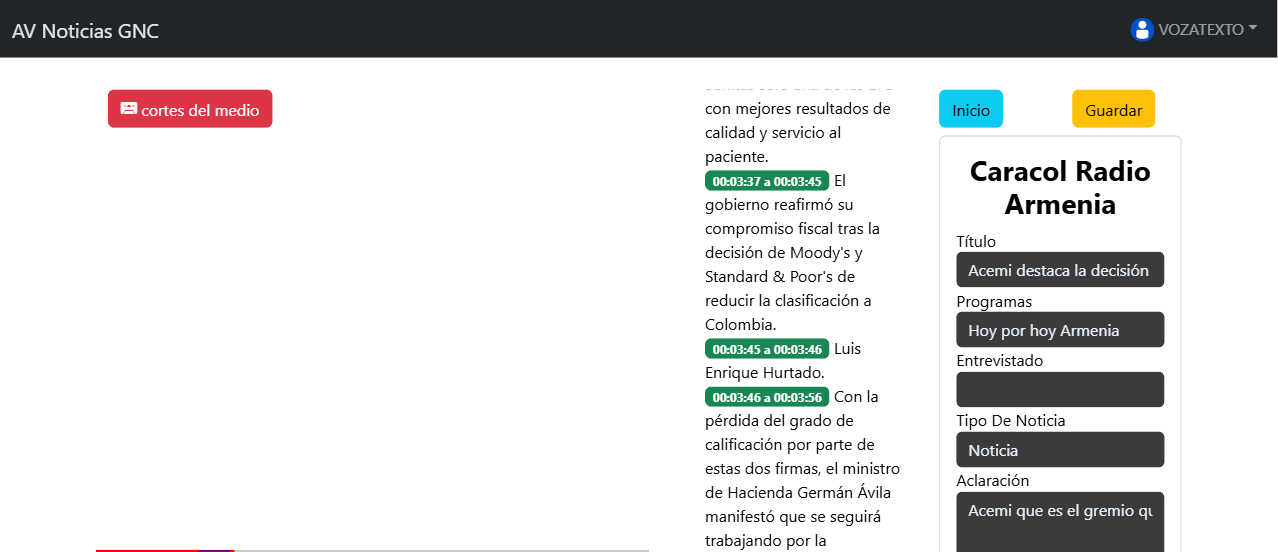 AV Noticias GNC
VOZATEXTO
cortes del medio
con mejores resultados de
calidad y servicio al
paciente.
00:03:37 a 00:03:45 El
gobierno reafirmó su
compromiso fiscal tras la
decisión de Moody's y
Standard & Poor's de
reducir la clasificación a
Colombia.
00:03:45 a 00:03:46 Luis
Enrique Hurtado.
00:03:46 a 00:03:56 Con la
pérdida del grado de
calificación por parte de
estas dos firmas, el ministro
de Hacienda Germán Ávila
manifestó que se seguirá
trabajando por la
Inicio
Guardar
Caracol Radio
Armenia
Título
Acemi destaca la decisión
Programas
Hoy por hoy Armenia
Entrevistado
Tipo De Noticia
Noticia
Aclaración
Acemi que es el gremio qu